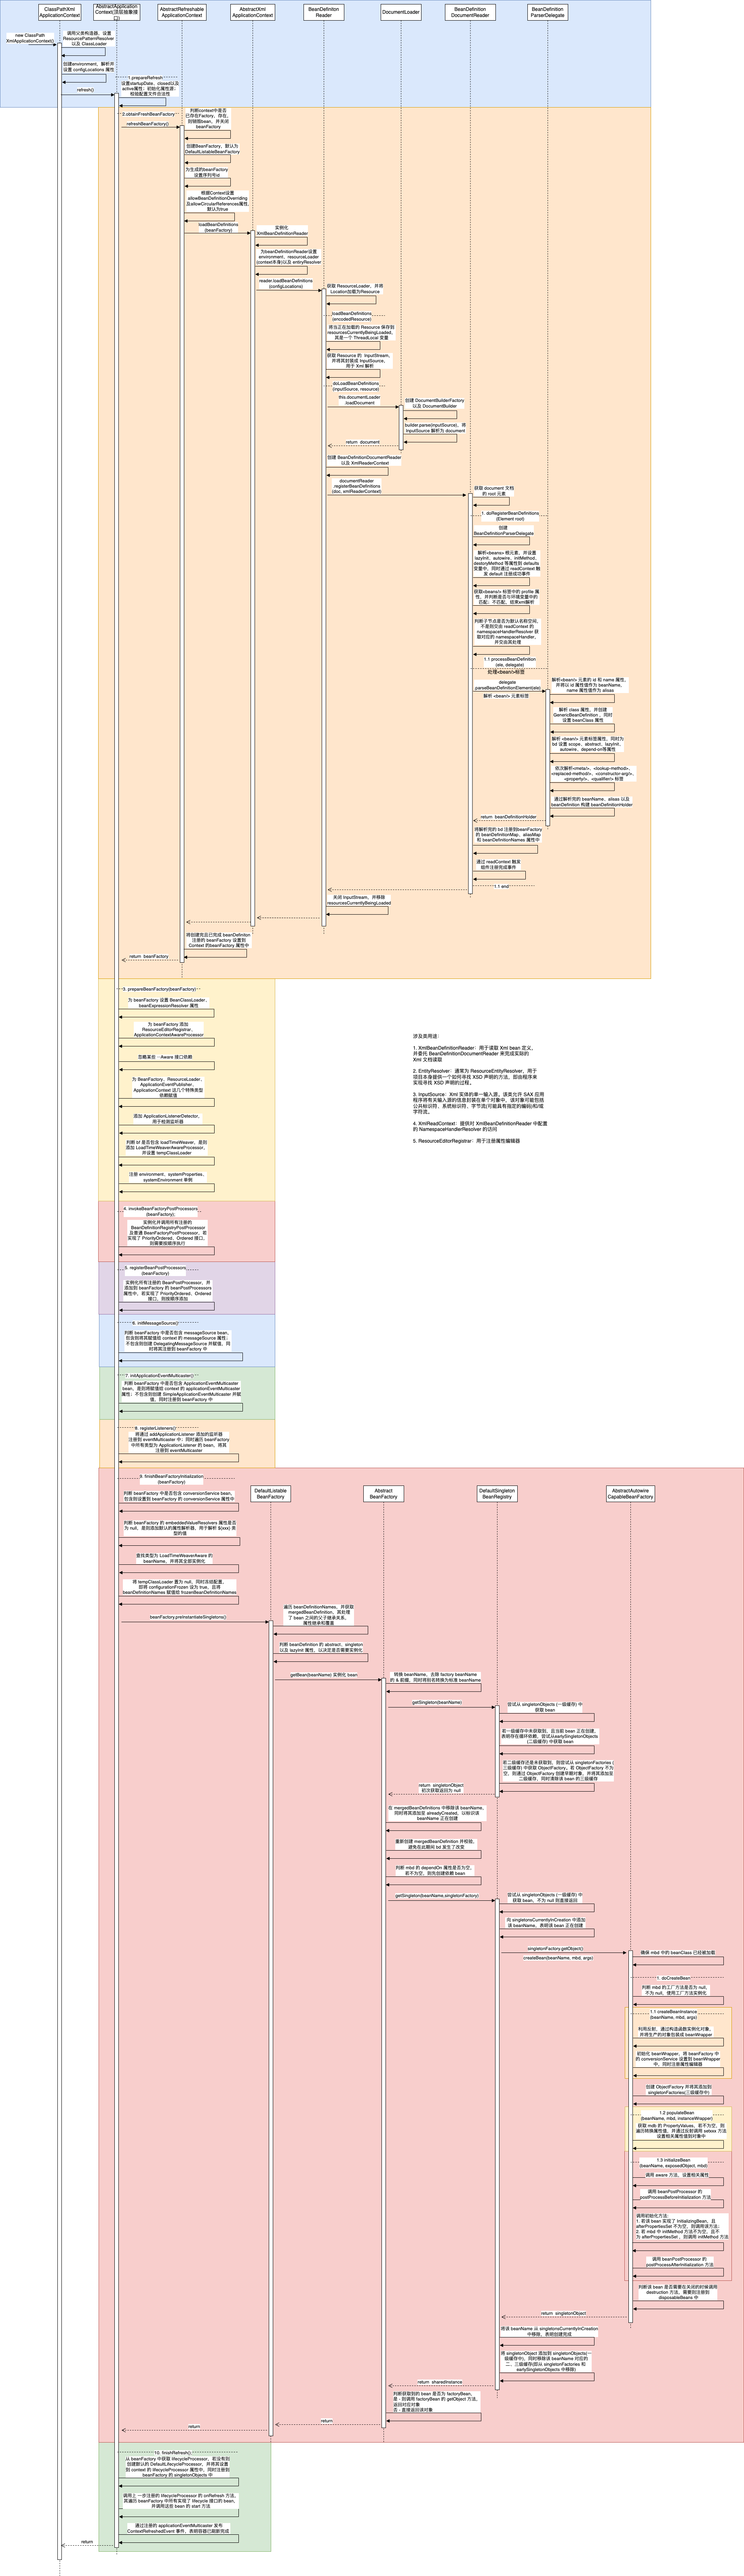 ClassPathXml
ApplicationContext
AbstractApplication
Context(顶层抽象接
口)
AbstractRefreshable
ApplicationContext
AbstractXml
ApplicationContext
BeanDefiniton
Reader
DocumentLoader
BeanDefinition
DocumentReader
BeanDefinition
ParserDelegate
new ClassPath
XmlApplicationContext()
调用父类构造器，设置
ResourcePatternResolver
以及 ClassLoader
创建environment，解析并
设置 configLocations 属性
refresh()
1.prepareRefresh
设置startupDate、closed以及
active属性；初始化属性源；
校验配置文件合法性
2.obtainFreshBeanFactory
refreshBeanFactory()
判断context中是否
已存在Factory，存在，
则销毁bean，并关闭
beanFactory
创建BeanFactory，默认为
DefaultListableBeanFactory
为生成的beanFactory
设置序列号id
根据Context设置
allowBeanDefinitionOverriding
及allowCircularReferences属性，
默认为true
loadBeanDefinitions
(beanFactory)
实例化
XmlBeanDefinitionReader
为beanDefinitionReader设置
environment、resourceLoader
(context本身)以及 entiryResolver
reader.loadBeanDefinitions
(configLocations)
获取 ResourceLoader，并将
Location加载为Resource
loadBeanDefinitions
(encodedResource)
将当正在加载的 Resource 保存到
resourcesCurrentlyBeingLoaded，
其是一个 ThreadLocal 变量
获取 Resource 的 InputStream，
并将其封装成 InputSource，
用于 Xml 解析
doLoadBeanDefinitions
(inputSource, resource)
this.documentLoader
.loadDocument
创建 DocumentBuilderFactory
以及 DocumentBuilder
builder.parse(inputSource)，将
InputSource 解析为 document
return document
创建 BeanDefinitionDocumentReader
以及 XmlReaderContext
documentReader
.registerBeanDefinitions
(doc, xmlReaderContext)
获取 document 文档
的 root 元素
1. doRegisterBeanDefinitions
(Element root)
创建
BeanDefinitionParserDelegate
解析<beans> 根元素，并设置
lazyInit、autowire、initMethod、
destoryMethod 等属性到 defaults
变量中，同时通过 readContext 触
发 default 注册成功事件
获取<beans/> 标签中的 profile 属
性，并判断是否与环境变量中的
匹配；不匹配，结束xml解析
判断子节点是否为默认名称空间，
不是则交由 readContext 的
namespaceHandlerResolver 获
取对应的 namespaceHandler，
并交由其处理
1.1 processBeanDefinition
(ele, delegate)
处理<bean/>标签
delegate
.parseBeanDefinitionElement(ele)
解析 <bean/> 元素标签
解析<bean/> 元素的 id 和 name 属性，
并将以 id 属性值作为 beanName，
name 属性值作为 alisas
解析 class 属性，并创建
GenericBeanDefinition ，同时
设置 beanClass 属性
解析 <bean/> 元素标签属性，同时为
bd 设置 scope、abstract、lazyInit、
autowire、depend-on等属性
依次解析<meta/>、<lookup-method>、
<replaced-method/>、<constructor-arg/>、
<property/>、<qualifier/> 标签
通过解析完的 beanName、alisas 以及
beanDefinition 构建 beanDefinitionHolder
return beanDefinitionHolder
将解析完的 bd 注册到beanFactory
的 beanDefinitionMap、aliasMap
和 beanDefinitionNames 属性中
通过 readContext 触发
组件注册完成事件
1.1 end
关闭 InputStream，并移除
resourcesCurrentlyBeingLoaded
将创建完且已完成 beanDefiniton
注册的 beanFactory 设置到
Context 的beanFactory 属性中
return beanFactory
3. prepareBeanFactory(beanFactory)
为 beanFactory 设置 BeanClassLoader、
beanExpressionResolver 属性
为 beanFactory 添加
ResourceEditorRegistrar、
ApplicationContextAwareProcessor
忽略某些 ···Aware 接口依赖
为 BeanFactory、ResourceLoader、
ApplicationEventPublisher、
ApplicationContext 这几个特殊类型
依赖赋值
添加 ApplicationListenerDetector，
用于检测监听器
判断 bf 是否包含 loadTimeWeaver，是则
添加 LoadTimeWeaverAwareProcessor，
并设置 tempClassLoader
注册 environment、systemProperties、
systemEnvironment 单例
涉及类用途：
1. XmlBeanDefinitionReader：用于读取 Xml bean 定义，
并委托 BeanDefinitionDocumentReader 来完成实际的
Xml 文档读取
2. EntityResolver：通常为 ResourceEntityResolver，用于
项目本身提供一个如何寻找 XSD 声明的方法，即由程序来
实现寻找 XSD 声明的过程。
3. InputSource：Xml 实体的单一输入源。该类允许 SAX 应用
程序将有关输入源的信息封装在单个对象中，该对象可能包括
公共标识符、系统标识符、字节流(可能具有指定的编码)和/或
字符流。
4. XmlReadContext：提供对 XmlBeanDefinitionReader 中配置
的 NamespaceHandlerResolver 的访问
5. ResourceEditorRegistrar：用于注册属性编辑器
4. invokeBeanFactoryPostProcessors
(beanFactory);
实例化并调用所有注册的
BeanDefinitionRegistryPostProcessor
及普通 BeanFactoryPostProcessor，若
实现了 PriorityOrdered、Ordered 接口，
则需要按顺序执行
5. registerBeanPostProcessors
(beanFactory)
实例化所有注册的 BeanPostProcessor，并
添加到 beanFactory 的 beanPostProcessors
属性中，若实现了 PriorityOrdered、Ordered
接口，则按顺序添加
6. initMessageSource()
判断 beanFactory 中是否包含 messageSource bean，
包含则将其赋值给 context 的 messageSource 属性；
不包含则创建 DelegatingMessageSource 并赋值，同
时将其注册到 beanFactory 中
7. initApplicationEventMulticaster()
判断 beanFactory 中是否包含 ApplicationEventMulticaster
bean，是则将赋值给 context 的 applicationEventMulticaster
属性；不包含则创建 SimpleApplicationEventMulticaster 并赋
值，同时注册到 beanFactory 中
8. registerListeners()
将通过 addApplicationListener 添加的监听器
注册到 eventMulticaster 中；同时遍历 beanFactory
中所有类型为 ApplicationListener 的 bean，将其
注册到 eventMulticaster
9. finishBeanFactoryInitialization
(beanFactory)
DefaultListable
BeanFactory
Abstract
BeanFactory
DefaultSingleton
BeanRegistry
AbstractAutowire
CapableBeanFactory
判断 beanFactory 中是否包含 conversionService bean，
包含则设置到 beanFactory 的 conversionService 属性中
判断 beanFactory 的 embeddedValueResolvers 属性是否
为 null，是则添加默认的属性解析器，用于解析 ${xxx} 类
型的值
查找类型为 LoadTimeWeaverAware 的
beanName，并将其全部实例化
将 tempClassLoader 置为 null，同时冻结配置，
即将 configurationFrozen 设为 true，且将
beanDefinitionNames 赋值给 frozenBeanDefinitionNames
beanFactory.preInstantiateSingletons()
遍历 beanDefinitionNames，并获取
mergedBeanDefinition，其处理
了 bean 之间的父子继承关系，
属性继承和覆盖
判断 beanDefinition 的 abstract、singleton
以及 lazyInit 属性，以决定是否需要实例化
getBean(beanName) 实例化 bean
转换 beanName，去除 factory beanName
的 & 前缀，同时将别名转换为标准 beanName
getSingleton(beanName)
尝试从 singletonObjects (一级缓存) 中
获取 bean
若一级缓存中未获取到，且当前 bean 正在创建，
表明存在循环依赖，尝试从earlySingletonObjects
(二级缓存) 中获取 bean
若二级缓存还是未获取到，则尝试从 singletonFactories (
三级缓存) 中获取 ObjectFactory。若 ObjectFactory 不为
空，则通过 ObjectFactory 创建早期对象，并将其添加至
二级缓存，同时清除该 bean 的三级缓存
return singletonObject
初次获取返回为 null
在 mergedBeanDefinitions 中移除该 beanName，
同时将其添加至 alreadyCreated，以标识该
beanName 正在创建
重新创建 mergedBeanDefinition 并校验，
避免在此期间 bd 发生了改变
判断 mbd 的 depandOn 属性是否为空，
若不为空，则先创建依赖 bean
getSingleton(beanName,singletonFactory)
尝试从 singletonObjects (一级缓存) 中
获取 bean，不为 null 则直接返回
向 singletonsCurrentlyInCreation 中添加
该 beanName，表明该 bean 正在创建
singletonFactory.getObject()
createBean(beanName, mbd, args)
确保 mbd 中的 beanClass 已经被加载
1. doCreateBean
判断 mbd 的工厂方法是否为 null，
不为 null，使用工厂方法实例化
1.1 createBeanInstance
(beanName, mbd, args)
利用反射，通过构造函数实例化对象，
并将生产的对象包装成 beanWrapper
初始化 beanWrapper，将 beanFactory 中
的 conversionService 设置到 beanWrapper
中，同时注册属性编辑器
创建 ObjectFactory 并将其添加到
singletonFactories(三级缓存中)
1.2 populateBean
(beanName, mbd, instanceWrapper)
获取 mdb 的 PropertyValues，若不为空，则
遍历转换属性值，并通过反射调用 settxx 方法
设置相关属性值到对象中
1.3 initializeBean
(beanName, exposedObject, mbd)
调用 aware 方法，设置相关属性
调用 beanPostProcessor 的
postProcessBeforeInitialization 方法
调用初始化方法:
1. 若该 bean 实现了 InitializingBean，且
afterPropertiesSet 不为空，则调用该方法；
2. 若 mbd 中 initMethod 方法不为空，且不
为 afterPropertiesSet ，则调用 initMethod 方法
调用 beanPostProcessor 的
postProcessAfterInitialization 方法
判断该 bean 是否需要在关闭的时候调用
destruction 方法，需要则注册到
disposableBeans 中
return singletonObject
将该 beanName 从 singletonsCurrentlyInCreation
中移除，表明创建完成
将 singletonObject 添加到 singletonObjects(一
级缓存中)，同时移除该 beanName 对应的
二、三级缓存(即从 singletonFactories 和
earlySingletonObjects 中移除)
return sharedInstance
判断获取到的 bean 是否为 factoryBean，
是 - 则调用 factoryBean 的 getObject 方法，
返回对应对象
否 - 直接返回该对象
return
return
10. finishRefresh();
从 beanFactory 中获取 lifecycleProcessor，若没有则
创建默认的 DefaultLifecycleProcessor，并将其设置
到 context 的 lifecycleProcessor 属性中，同时注册到
beanFactory 的 singletonObjects 中
调用上一步注册的 lifecycleProcessor 的 onRefresh 方法，
其遍历 beanFactory 中所有实现了 lifecycle 接口的 bean，
并调用这些 bean 的 start 方法
通过注册的 applicationEventMulticaster 发布
ContextRefreshedEvent 事件，表明容器已刷新完成
return